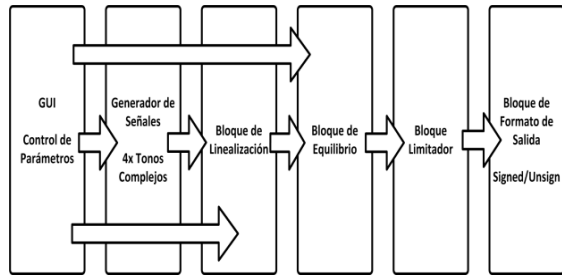 GUI
Control de
Parámetros
Generador de
Señales
4x Tonos
Complejos
Bloque de
Linealización
Bloque de
Equilibrio
Bloque
Limitador
Bloque de
Formato de
Salida
Signed/Unsign